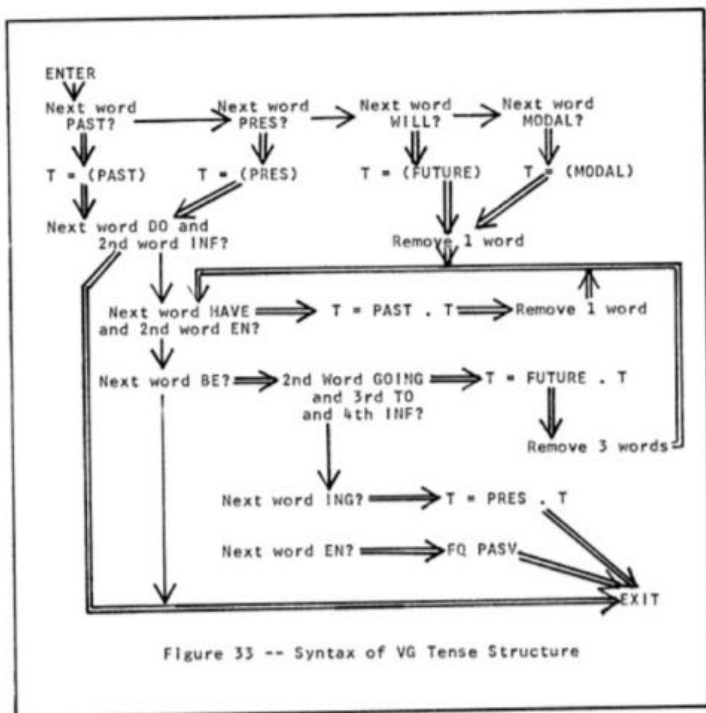 ENTER
Next word Next word Next word Next word
PAST? PRES? WILL? MODAL?
T = (PAST) T = (PRES) T = (FUTURE) T = (MODAL)
Next word DO and
2nd word INF? Remove 1 word
Next word HAVE T = PAST . T Remove 1 word
and 2nd word EN?
Next word BE? 2nd Word GOING T = FUTURE . T
and 3rd TO
and 4th INF?
Remove 3 words
Next word ING? T = PRES . T
Next word EN? FQ PASV
EXIT
Figure 33 -- Syntax of VG Tense Structure